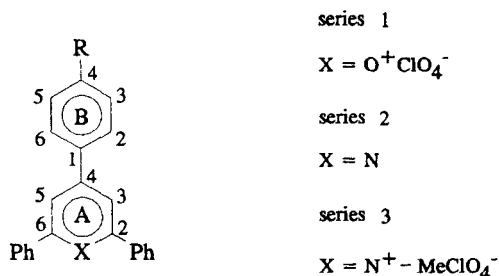 R
4
5 3
B
6 2
1
4
5 3
A
6 2
Ph X Ph
series 1
X = O⁺ClO₄⁻
series 2
X = N
series 3
X = N⁺– MeClO₄⁻